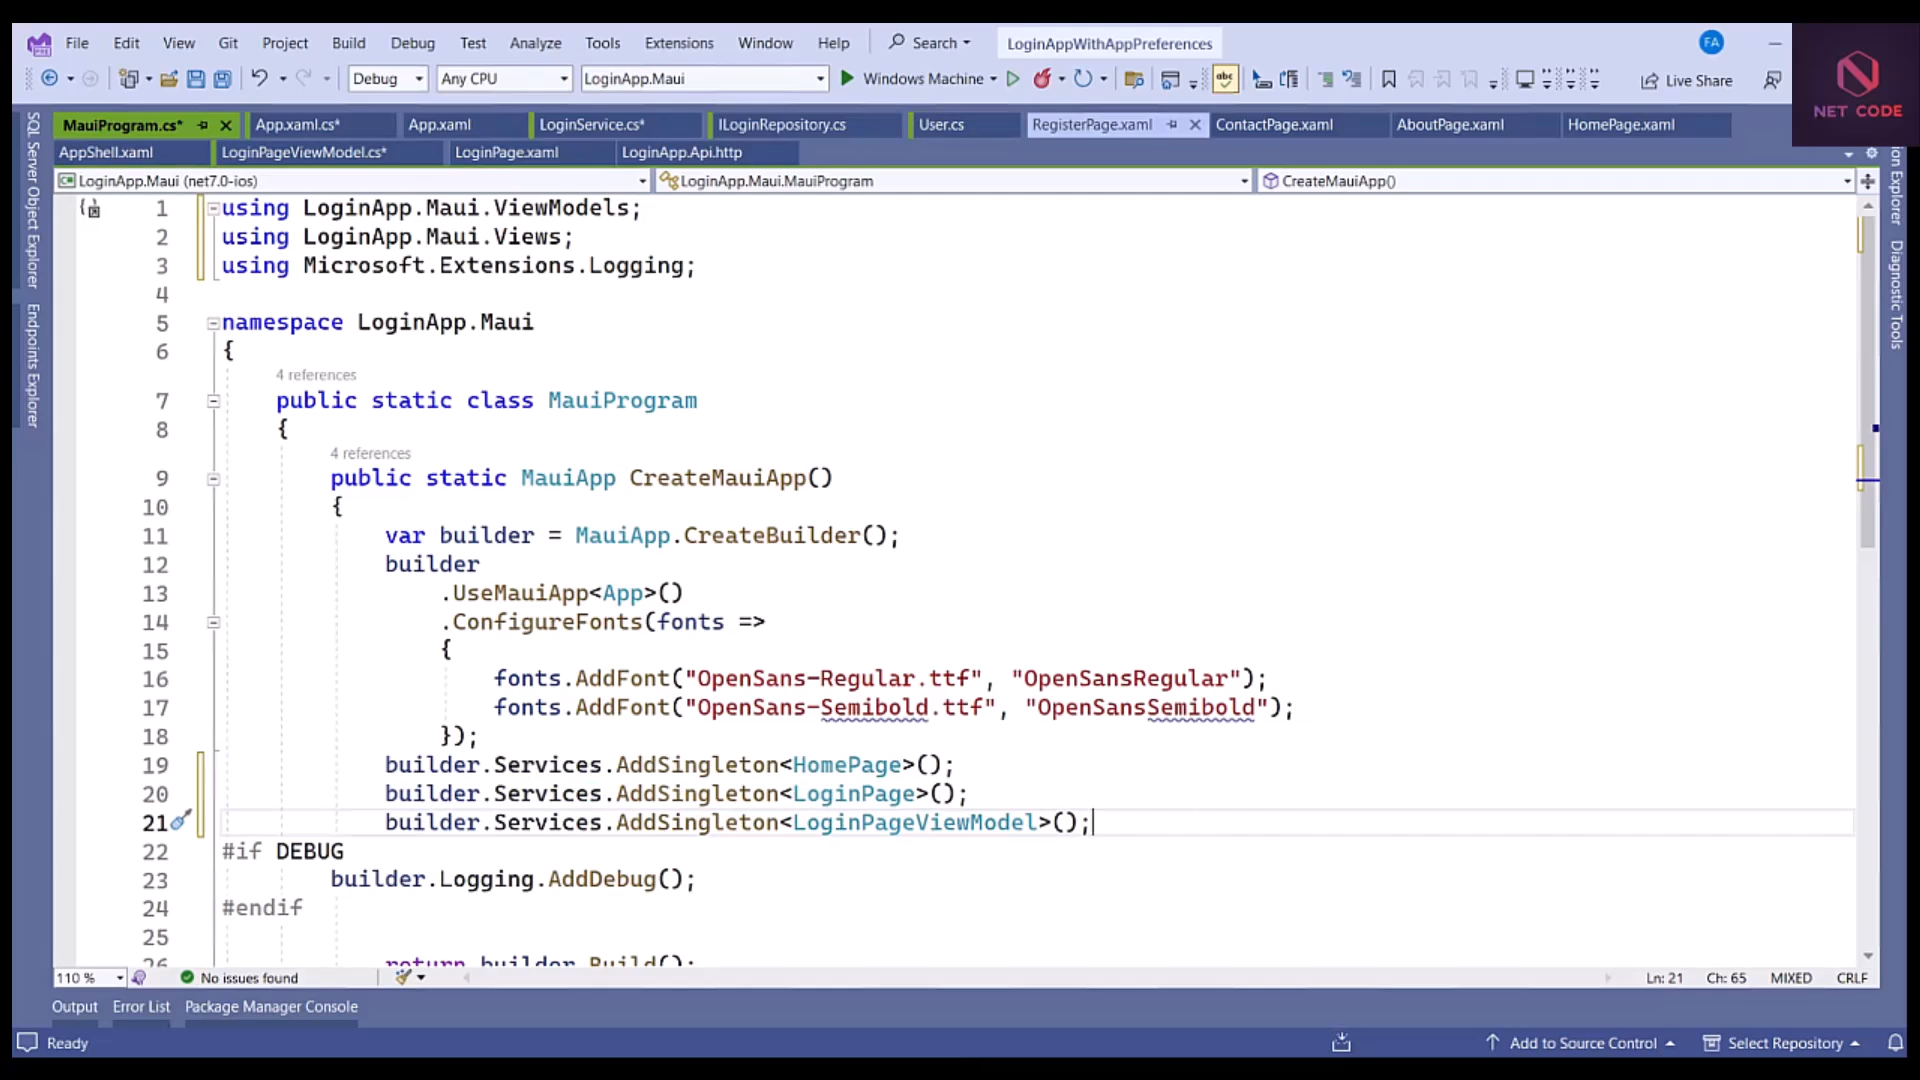 File Edit View Git Project Build Debug Test Analyze Tools Extensions Window Help Search LoginAppWithAppPreferences FA
Debug Any CPU LoginApp.Maui Windows Machine abc Live Share
NET CODE
MauiProgram.cs* App.xaml.cs* App.xaml LoginService.cs* ILoginRepository.cs User.cs RegisterPage.xaml ContactPage.xaml AboutPage.xaml HomePage.xaml
AppShell.xaml LoginPageViewModel.cs* LoginPage.xaml LoginApp.Api.http
LoginApp.Maui (net7.0-ios) LoginApp.Maui.MauiProgram CreateMauiApp()
SQL Server Object Explorer
Endpoints Explorer
ion Explorer
Diagnostic Tools
1 using LoginApp.Maui.ViewModels;
2 using LoginApp.Maui.Views;
3 using Microsoft.Extensions.Logging;
4
5 namespace LoginApp.Maui
6 {
4 references
7 public static class MauiProgram
8 {
4 references
9 public static MauiApp CreateMauiApp()
10 {
11 var builder = MauiApp.CreateBuilder();
12 builder
13 .UseMauiApp<App>()
14 .ConfigureFonts(fonts =>
15 {
16 fonts.AddFont("OpenSans-Regular.ttf", "OpenSansRegular");
17 fonts.AddFont("OpenSans-Semibold.ttf", "OpenSansSemibold");
18 });
19 builder.Services.AddSingleton<HomePage>();
20 builder.Services.AddSingleton<LoginPage>();
21 builder.Services.AddSingleton<LoginPageViewModel>();
22 #if DEBUG
23 builder.Logging.AddDebug();
24 #endif
25
26 return builder.Build();
110 % No issues found Ln: 21 Ch: 65 MIXED CRLF
Output Error List Package Manager Console
Ready Add to Source Control Select Repository